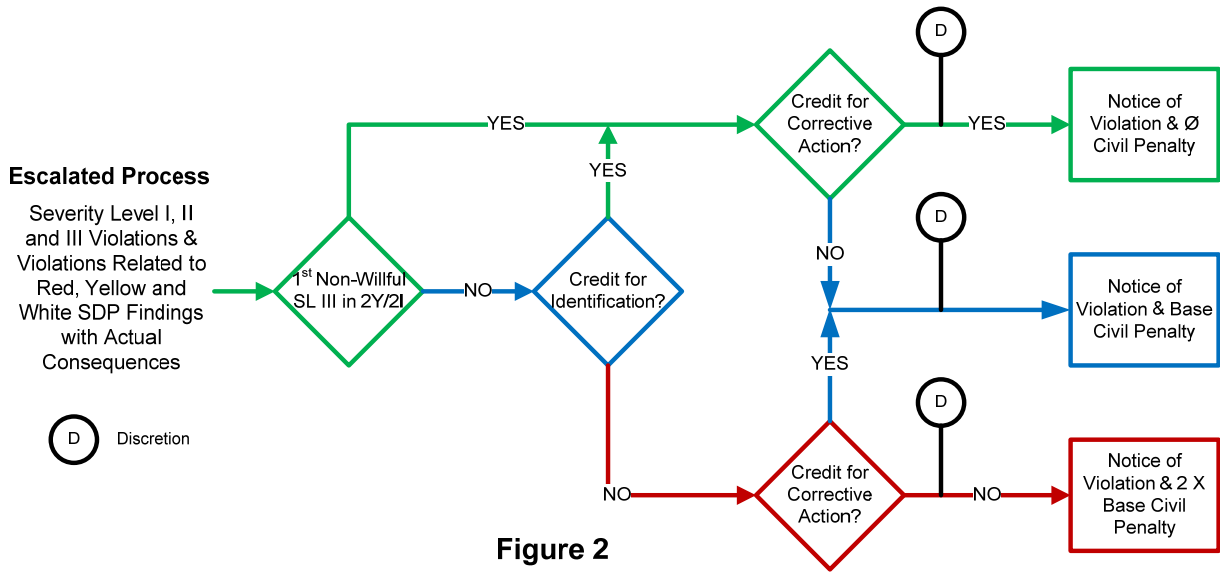 Escalated Process
Severity Level I, II
and III Violations &
Violations Related to
Red, Yellow and
White SDP Findings
with Actual
Consequences
D
Discretion
1st Non-Willful
SL III in 2Y/2I
YES
NO
Credit for
Identification?
YES
NO
Credit for
Corrective
Action?
D
YES
Notice of
Violation & Ø
Civil Penalty
NO
D
Notice of
Violation & Base
Civil Penalty
YES
Credit for
Corrective
Action?
D
NO
Notice of
Violation & 2 X
Base Civil
Penalty
Figure 2